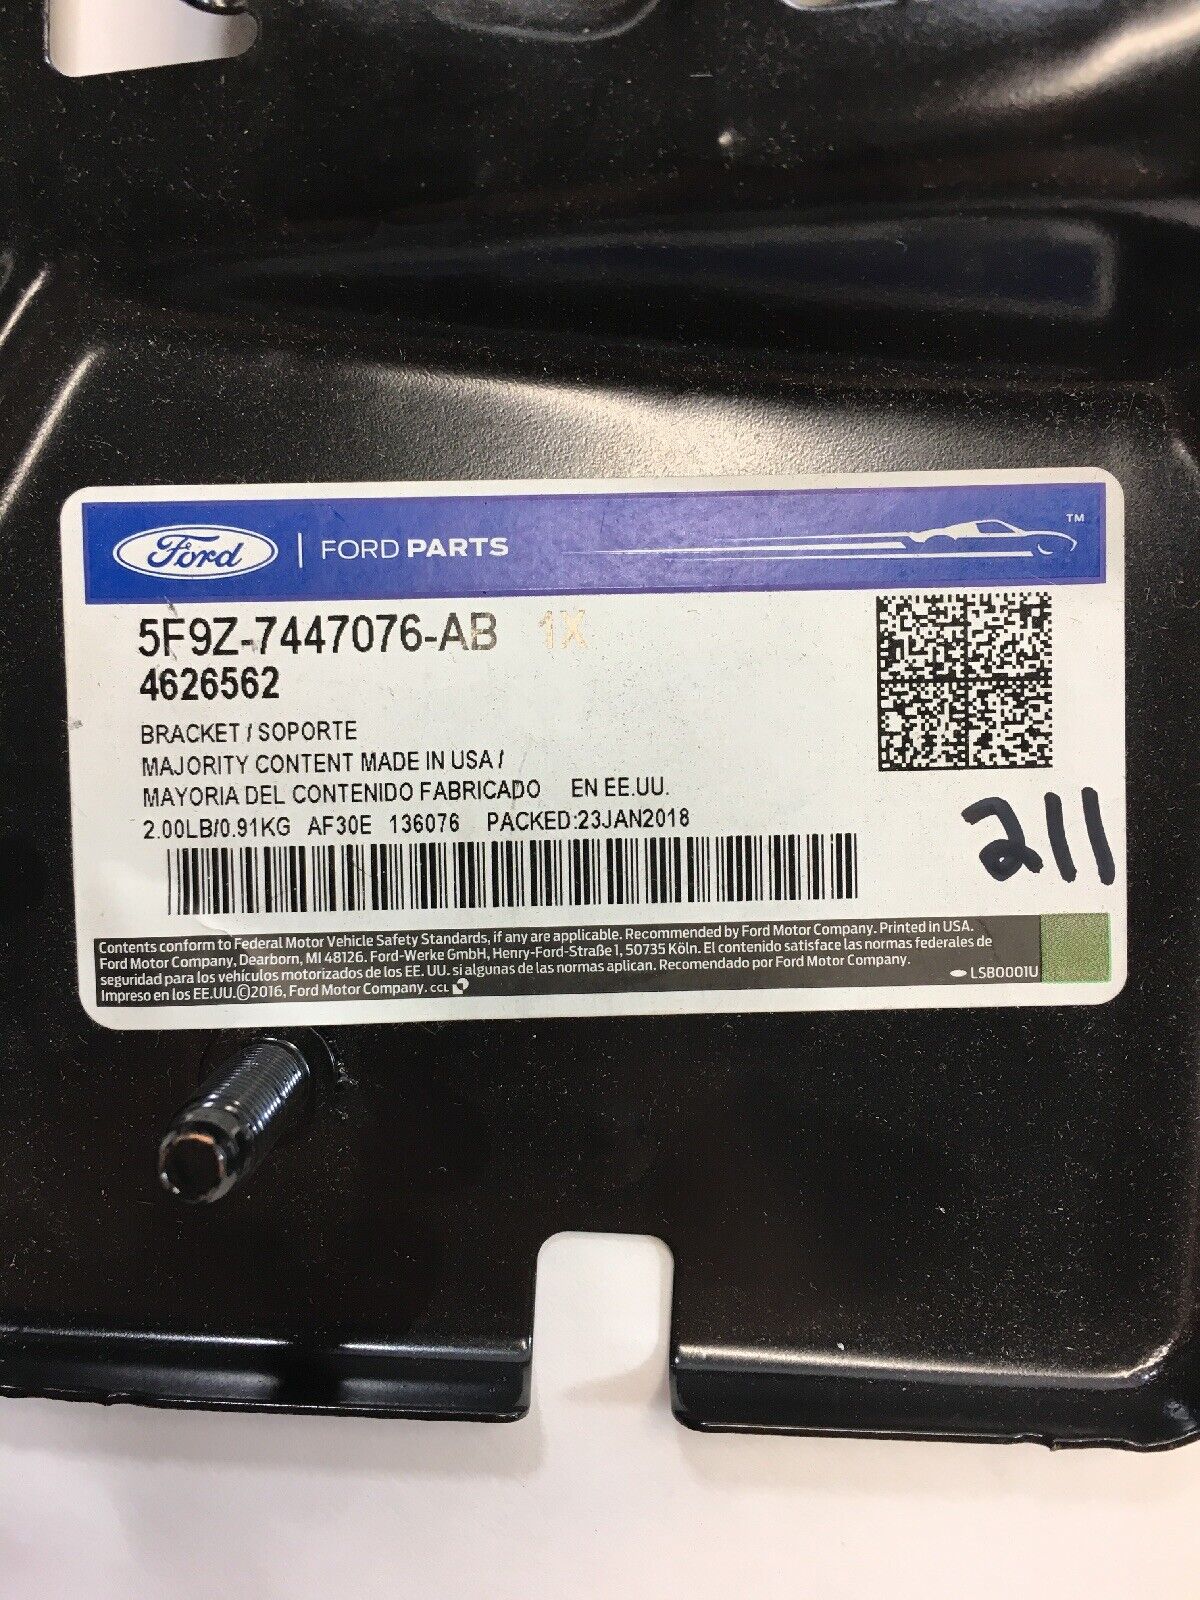 Ford | FORD PARTS ™
5F9Z-7447076-AB 1X
4626562
BRACKET / SOPORTE
MAJORITY CONTENT MADE IN USA /
MAYORIA DEL CONTENIDO FABRICADO EN EE.UU.
2.00LB/0.91KG AF30E 136076 PACKED:23JAN2018
211
Contents conform to Federal Motor Vehicle Safety Standards, if any are applicable. Recommended by Ford Motor Company. Printed in USA.
Ford Motor Company, Dearborn, MI 48126. Ford-Werke GmbH, Henry-Ford-Straße 1, 50735 Köln. El contenido satisface las normas federales de
seguridad para los vehículos motorizados de los EE. UU. si algunas de las normas aplican. Recomendado por Ford Motor Company.
Impreso en los EE.UU.©2016, Ford Motor Company. CCL
LSB0001U